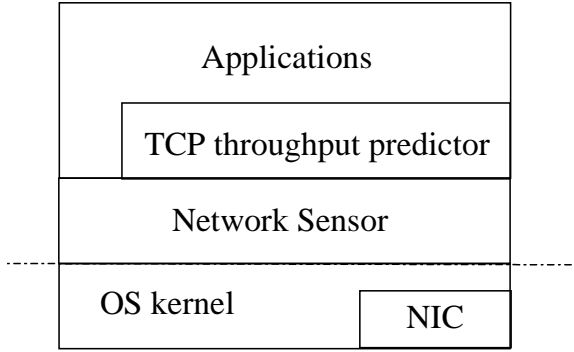 Applications
TCP throughput predictor
Network Sensor
OS kernel
NIC